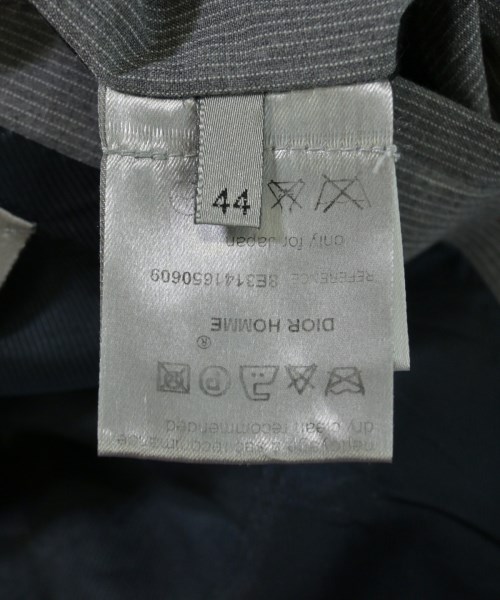 dry clean recommended
DIOR HOMME®
REFERENCE 8E3141650609
only for Japan
44